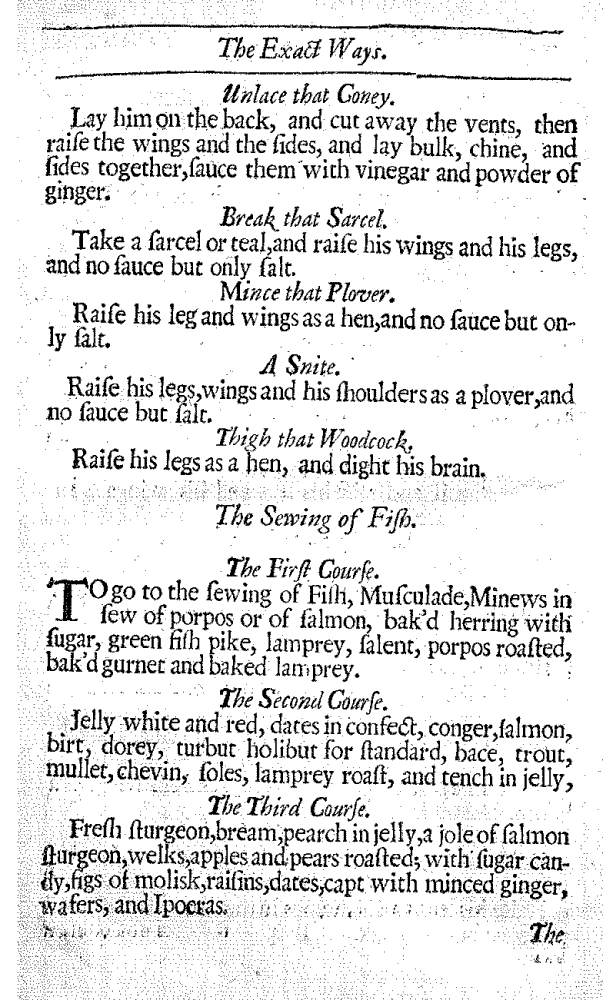 The Exact Ways.
Unlace that Coney.
Lay him on the back, and cut away the vents, then
raiſe the wings and the ſides, and lay bulk, chine, and
ſides together, ſauce them with vinegar and powder of
ginger.
Break that Sarcel.
Take a ſarcel or teal, and raiſe his wings and his legs,
and no ſauce but only ſalt.
Mince that Plover.
Raiſe his leg and wings as a hen, and no ſauce but on-
ly ſalt.
A Snite.
Raiſe his legs, wings and his ſhoulders as a plover, and
no ſauce but ſalt.
Thigh that Woodcock.
Raiſe his legs as a hen, and dight his brain.
The Sewing of Fiſh.
The Firſt Courſe.
TO go to the ſewing of Fiſh, Muſculade, Minews in
ſew of porpos or of ſalmon, bak'd herring with
ſugar, green fiſh pike, lamprey, ſalent, porpos roaſted,
bak'd gurnet and baked lamprey.
The Second Courſe.
Jelly white and red, dates in confect, conger, ſalmon,
birt, dorey, turbut holibut for ſtandard, bace, trout,
mullet, chevin, ſoles, lamprey roaſt, and tench in jelly,
The Third Courſe.
Freſh ſturgeon, bream, pearch in jelly, a jole of ſalmon
ſturgeon, welks, apples and pears roaſted; with ſugar can-
dy, figs of moliſk, raiſins, dates, capt with minced ginger,
wafers, and Ipocras.
The